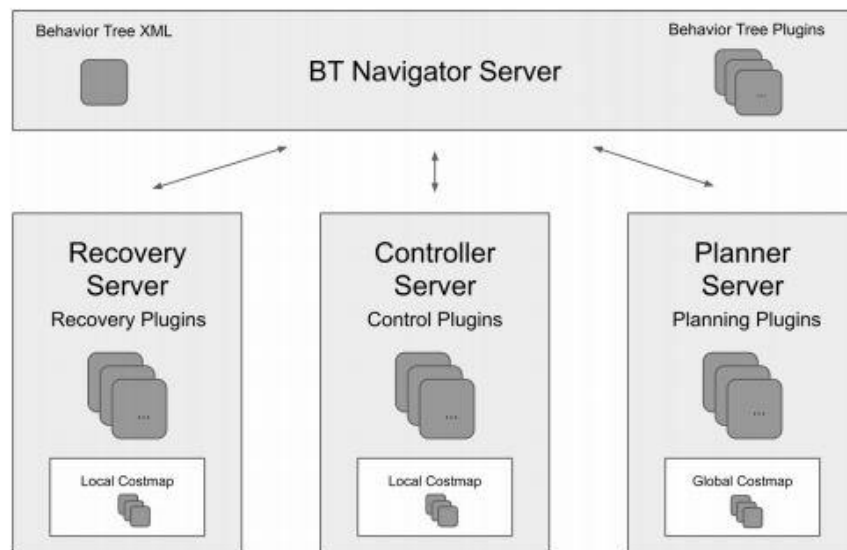 Behavior Tree XML
BT Navigator Server
Behavior Tree Plugins
...
Recovery
Server
Recovery Plugins
...
Local Costmap
Controller
Server
Control Plugins
...
Local Costmap
Planner
Server
Planning Plugins
...
Global Costmap